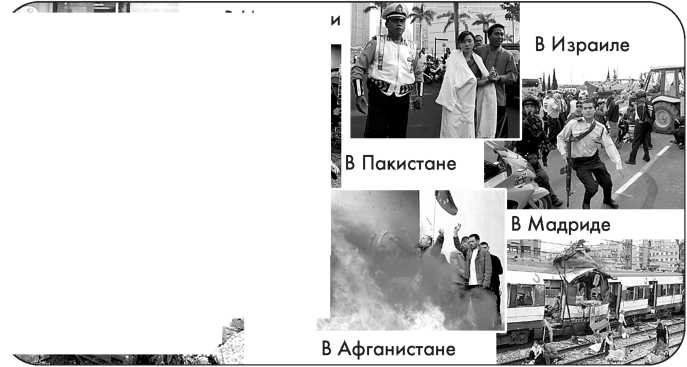 В Израиле
В Пакистане
В Мадриде
В Афганистане